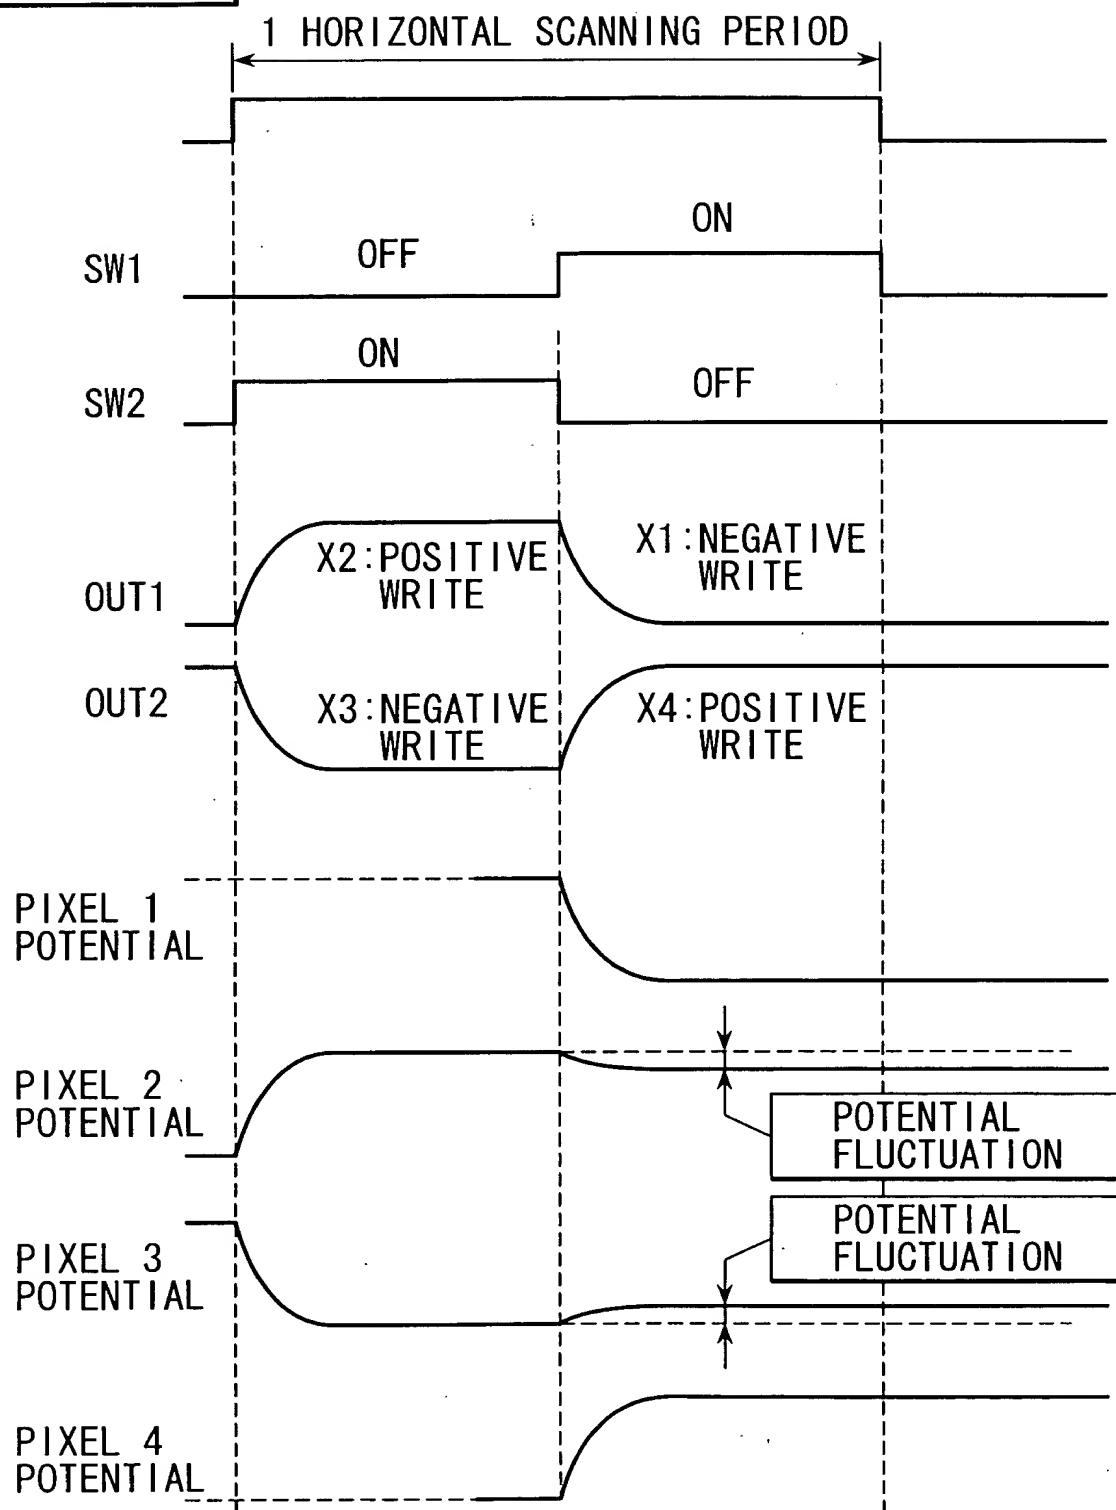 1 HORIZONTAL SCANNING PERIOD
ON
SW1
OFF
ON
SW2
OFF
OUT1
X2:POSITIVE
WRITE
X1:NEGATIVE
WRITE
OUT2
X3:NEGATIVE
WRITE
X4:POSITIVE
WRITE
PIXEL 1
POTENTIAL
PIXEL 2
POTENTIAL
POTENTIAL
FLUCTUATION
PIXEL 3
POTENTIAL
POTENTIAL
FLUCTUATION
PIXEL 4
POTENTIAL